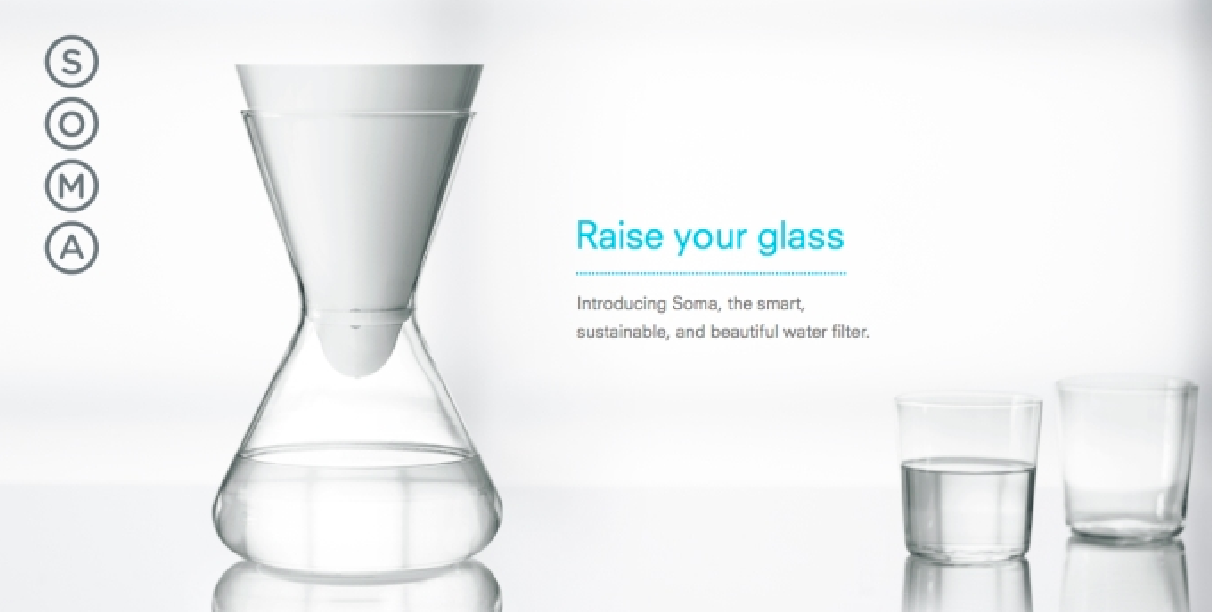 S
O
M
A
Raise your glass
Introducing Soma, the smart,
sustainable, and beautiful water filter.